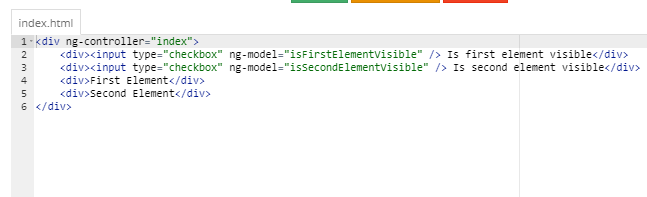 index.html
1 <div ng-controller="index">
2 <div><input type="checkbox" ng-model="isFirstElementVisible" /> Is first element visible</div>
3 <div><input type="checkbox" ng-model="isSecondElementVisible" /> Is second element visible</div>
4 <div>First Element</div>
5 <div>Second Element</div>
6 </div>